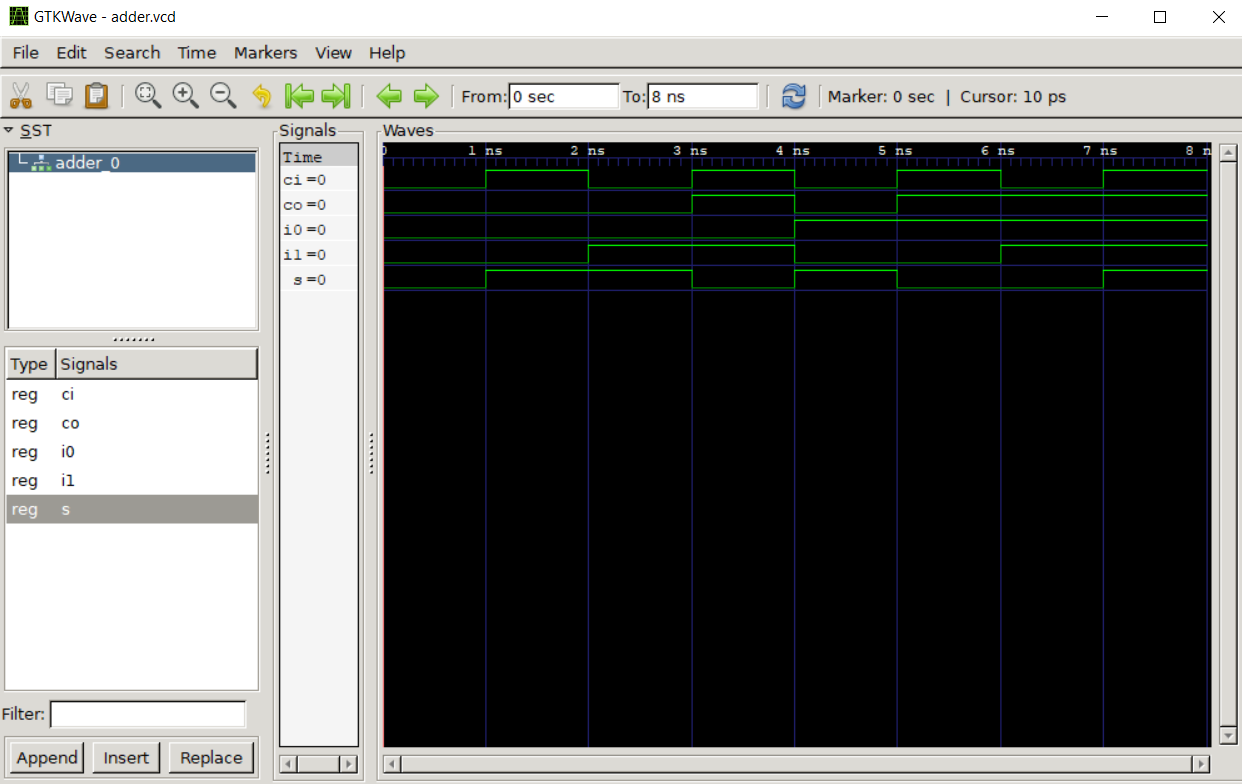 GTKWave - adder.vcd
File Edit Search Time Markers View Help
From: 0 sec To: 8 ns Marker: 0 sec | Cursor: 10 ps
SST
adder_0
Type Signals
reg ci
reg co
reg i0
reg i1
reg s
Filter:
Append Insert Replace
Signals
Time
ci =0
co =0
i0 =0
i1 =0
s =0
Waves
0 1 ns 2 ns 3 ns 4 ns 5 ns 6 ns 7 ns 8 n